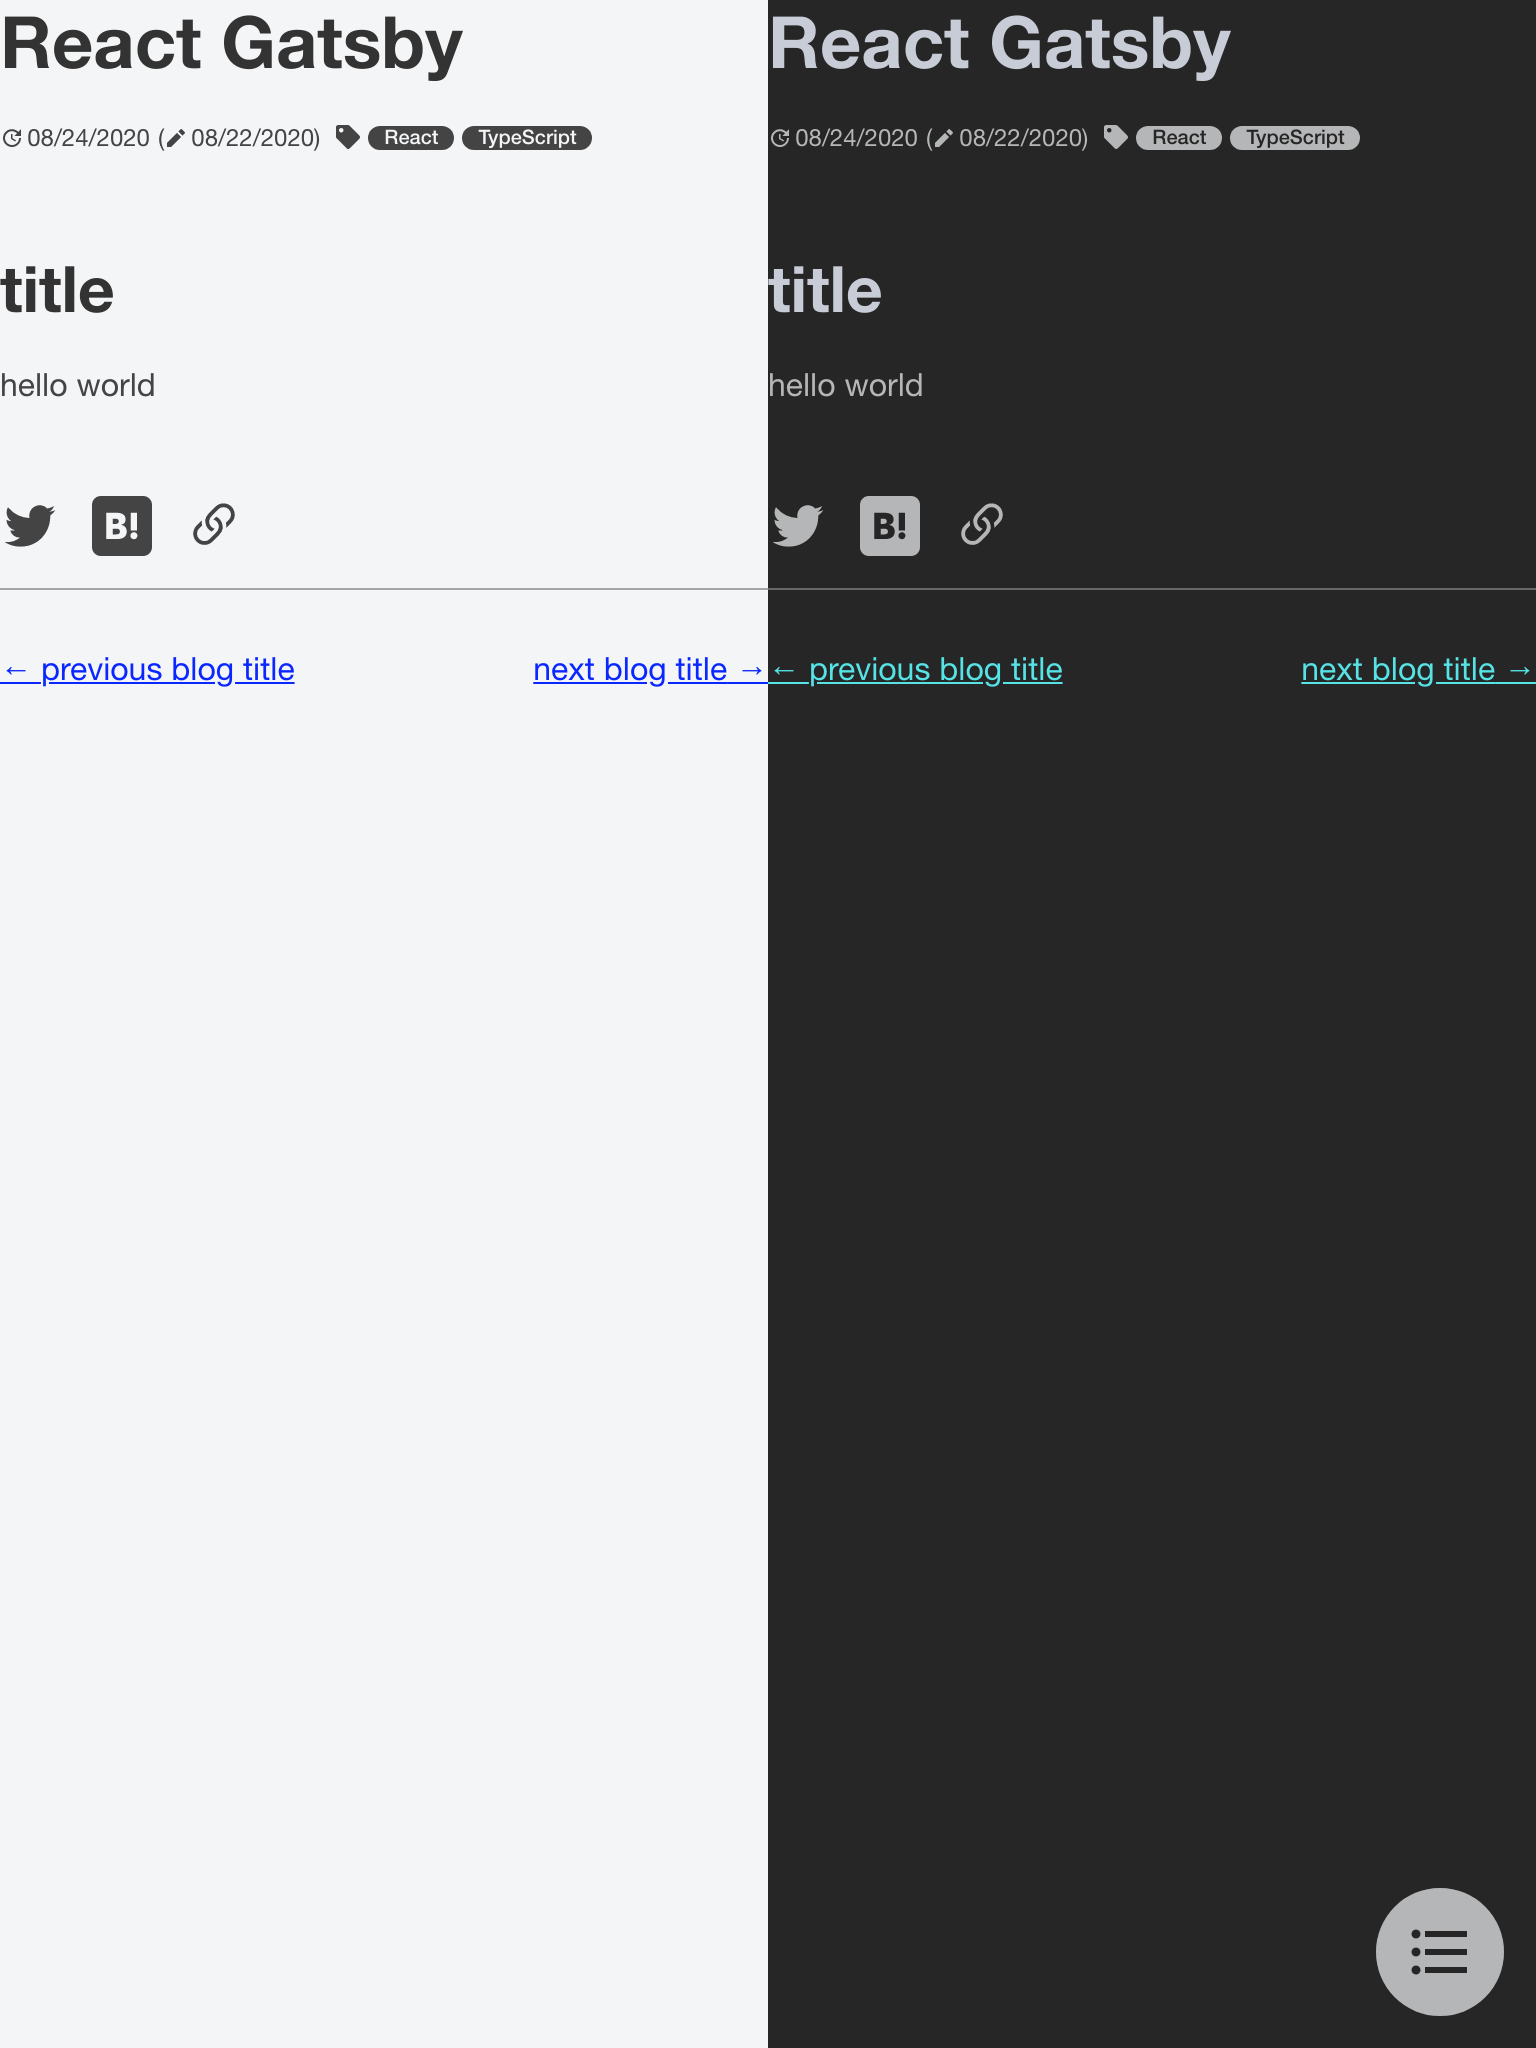 React Gatsby
08/24/2020 (08/22/2020) React TypeScript
title
hello world
B!
← previous blog title next blog title →
React Gatsby
08/24/2020 (08/22/2020) React TypeScript
title
hello world
B!
← previous blog title next blog title →